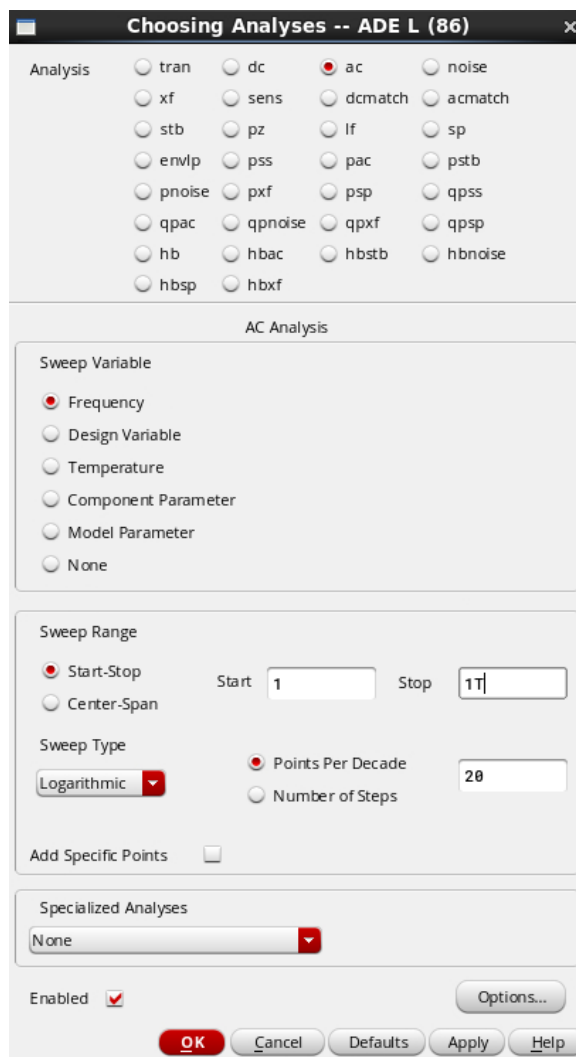 Choosing Analyses -- ADE L (86)
Analysis tran dc ac noise
xf sens dcmatch acmatch
stb pz lf sp
envlp pss pac pstb
pnoise pxf psp qpss
qpac qpnoise qpxf qpsp
hb hbac hbstb hbnoise
hbsp hbxf
AC Analysis
Sweep Variable
Frequency
Design Variable
Temperature
Component Parameter
Model Parameter
None
Sweep Range
Start-Stop Start 1 Stop 1T
Center-Span
Sweep Type
Logarithmic Points Per Decade 20
Number of Steps
Add Specific Points
Specialized Analyses
None
Enabled Options...
OK Cancel Defaults Apply Help